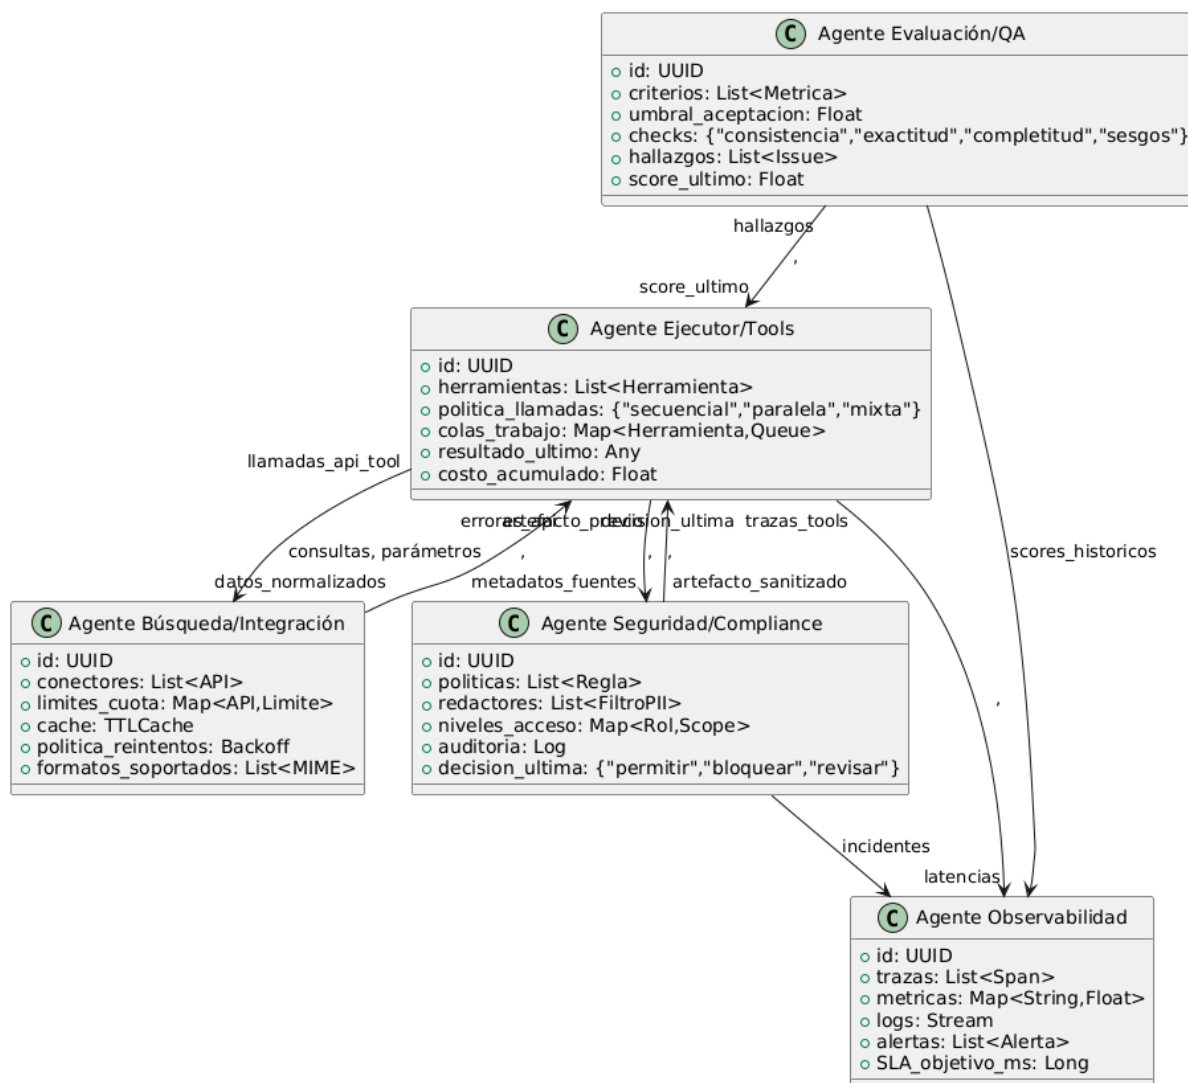 C Agente Evaluación/QA
id: UUID
criterios: List<Metrica>
umbral_aceptacion: Float
checks: {"consistencia","exactitud","completitud","sesgos"}
hallazgos: List<Issue>
score_ultimo: Float
hallazgos
,
score_ultimo
C Agente Ejecutor/Tools
id: UUID
herramientas: List<Herramienta>
politica_llamadas: {"secuencial","paralela","mixta"}
colas_trabajo: Map<Herramienta,Queue>
resultado_ultimo: Any
costo_acumulado: Float
llamadas_api_tool
consultas, parámetros
errores_api
,
datos_normalizados
artefacto_previo
,
metadatos_fuentes
decision_ultima
,
artefacto_sanitizado
trazas_tools
,
latencias
scores_historicos
C Agente Búsqueda/Integración
id: UUID
conectores: List<API>
limites_cuota: Map<API,Limite>
cache: TTLCache
politica_reintentos: Backoff
formatos_soportados: List<MIME>
C Agente Seguridad/Compliance
id: UUID
politicas: List<Regla>
redactores: List<FiltroPII>
niveles_acceso: Map<Rol,Scope>
auditoria: Log
decision_ultima: {"permitir","bloquear","revisar"}
incidentes
C Agente Observabilidad
id: UUID
trazas: List<Span>
metricas: Map<String,Float>
logs: Stream
alertas: List<Alerta>
SLA_objetivo_ms: Long